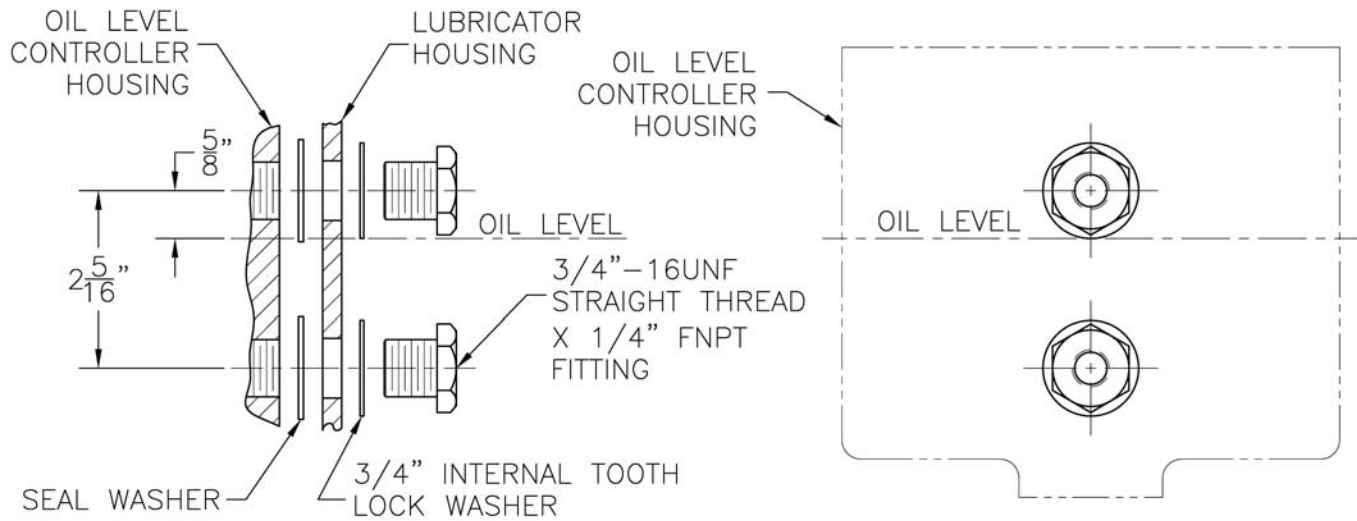 OIL LEVEL
CONTROLLER
HOUSING
LUBRICATOR
HOUSING
5/8"
OIL LEVEL
2 5/16"
3/4"-16UNF
STRAIGHT THREAD
X 1/4" FNPT
FITTING
SEAL WASHER
3/4" INTERNAL TOOTH
LOCK WASHER
OIL LEVEL
CONTROLLER
HOUSING
OIL LEVEL